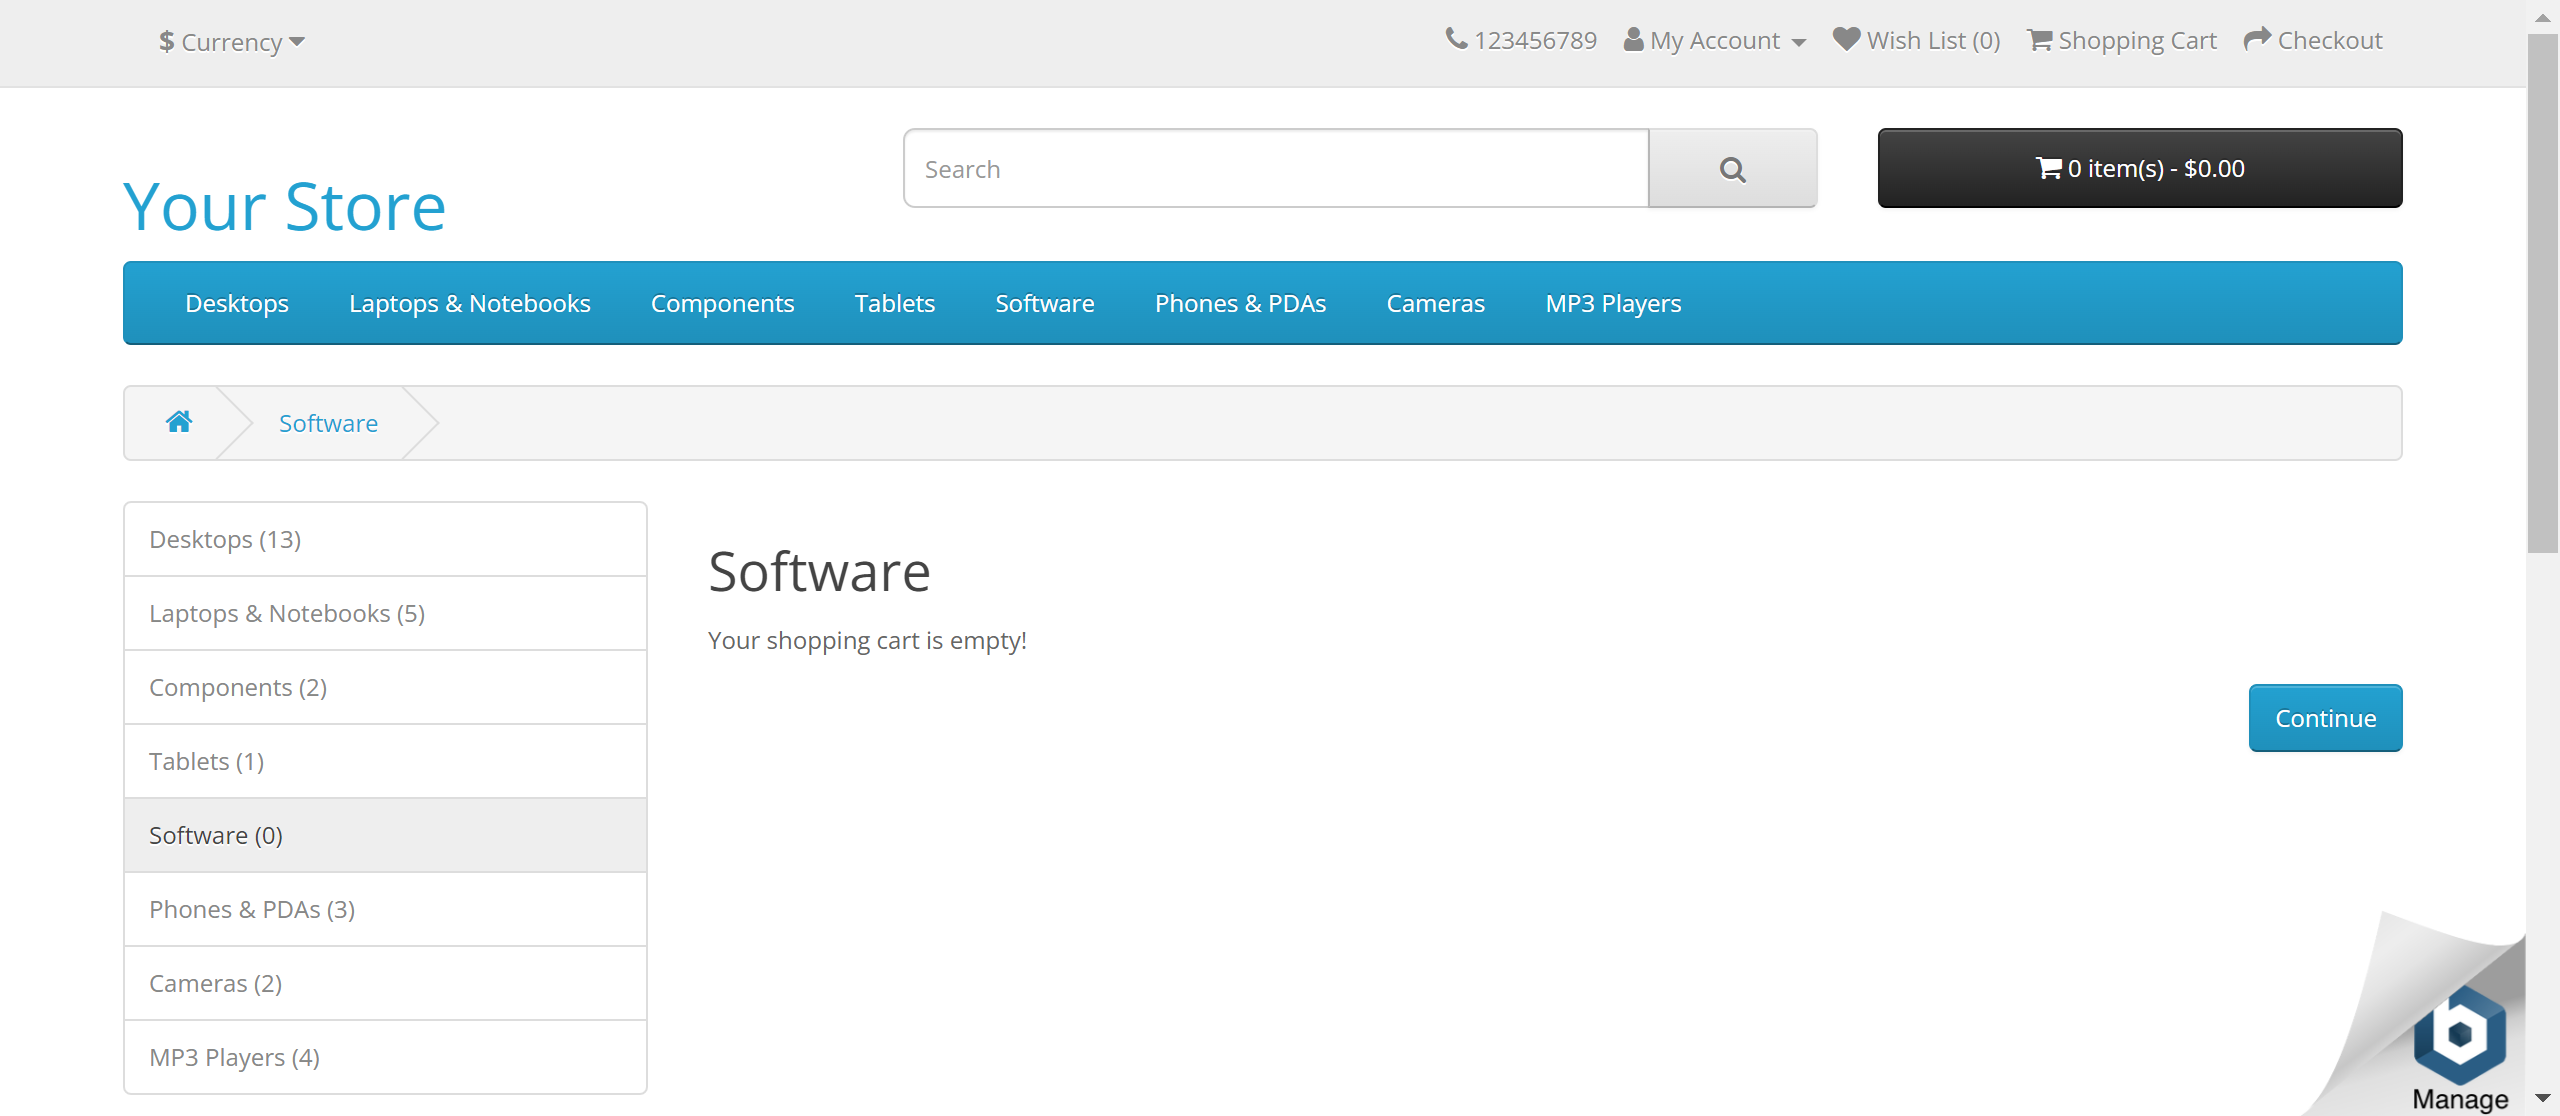 $ Currency
123456789 My Account Wish List (0) Shopping Cart Checkout
Your Store
Search
0 item(s) - $0.00
Desktops Laptops & Notebooks Components Tablets Software Phones & PDAs Cameras MP3 Players
Software
Desktops (13)
Laptops & Notebooks (5)
Components (2)
Tablets (1)
Software (0)
Phones & PDAs (3)
Cameras (2)
MP3 Players (4)
Software
Your shopping cart is empty!
Continue
b
Manage